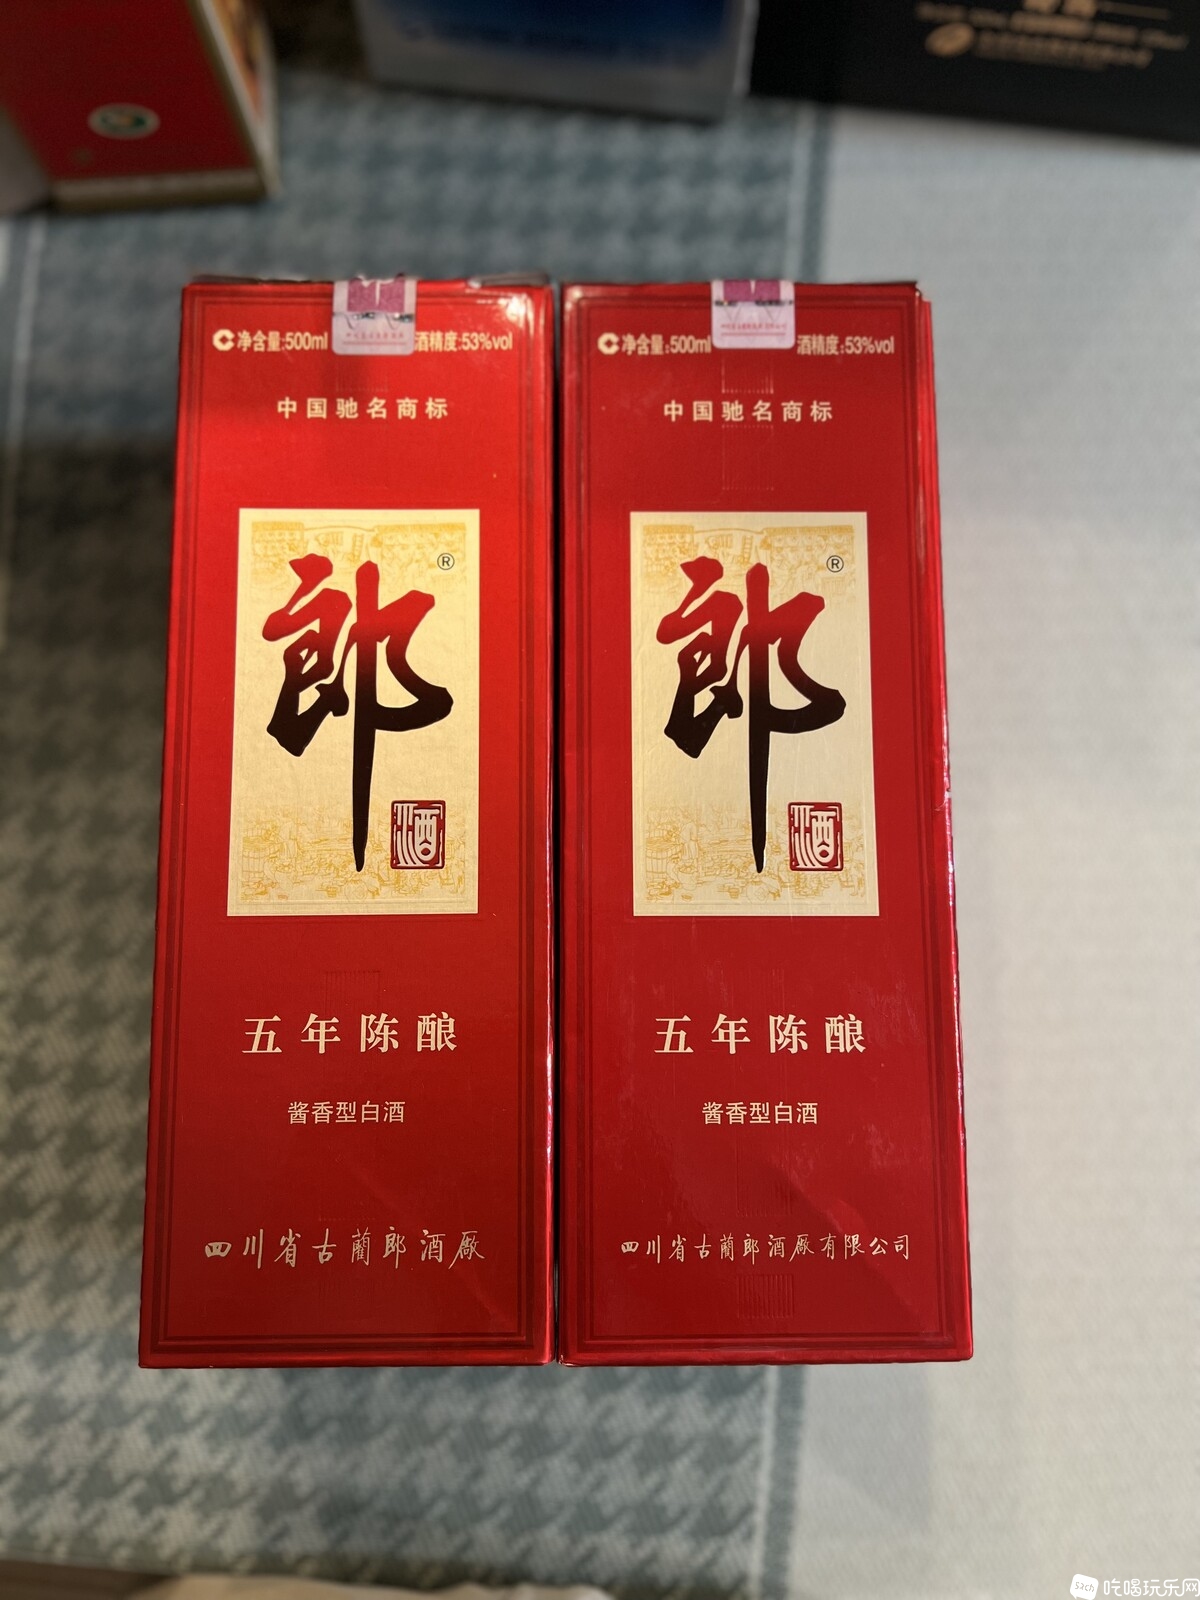 净含量:500ml
酒精度:53%vol
中国驰名商标
郎®
酒
五年陈酿
酱香型白酒
四川省古蔺郎酒厰
净含量:500ml
酒精度:53%vol
中国驰名商标
郎®
酒
五年陈酿
酱香型白酒
四川省古蔺郎酒厰有限公司
52ch 吃喝玩乐网